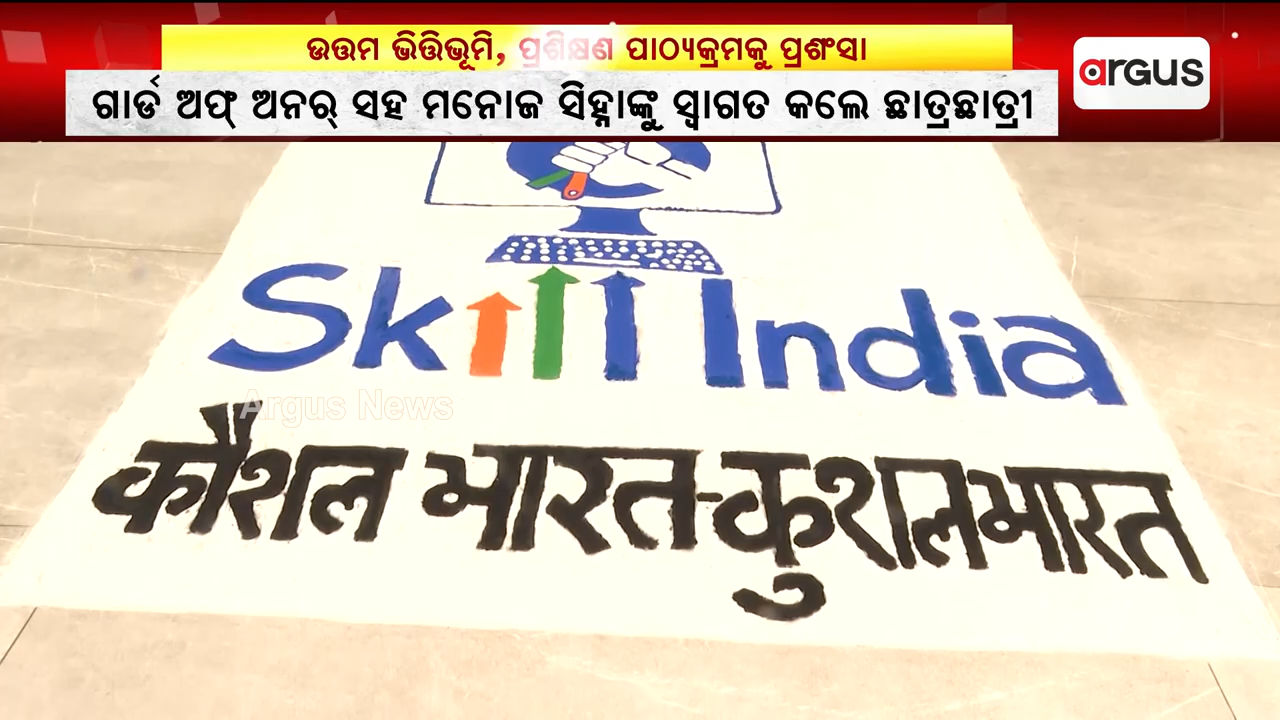 ଉତ୍ତମ ଭିତ୍ତିଭୂମି, ପ୍ରଶିକ୍ଷଣ ପାଠ୍ୟକ୍ରମକୁ ପ୍ରଶଂସା
ଗାର୍ଡ ଅଫ୍ ଅନର୍ ସହ ମନୋଜ ସିହ୍ନାଙ୍କୁ ସ୍ୱାଗତ କଲେ ଛାତ୍ରଛାତ୍ରୀ
argus
Skill India
Argus News
कौशल भारत-कुशल भारत